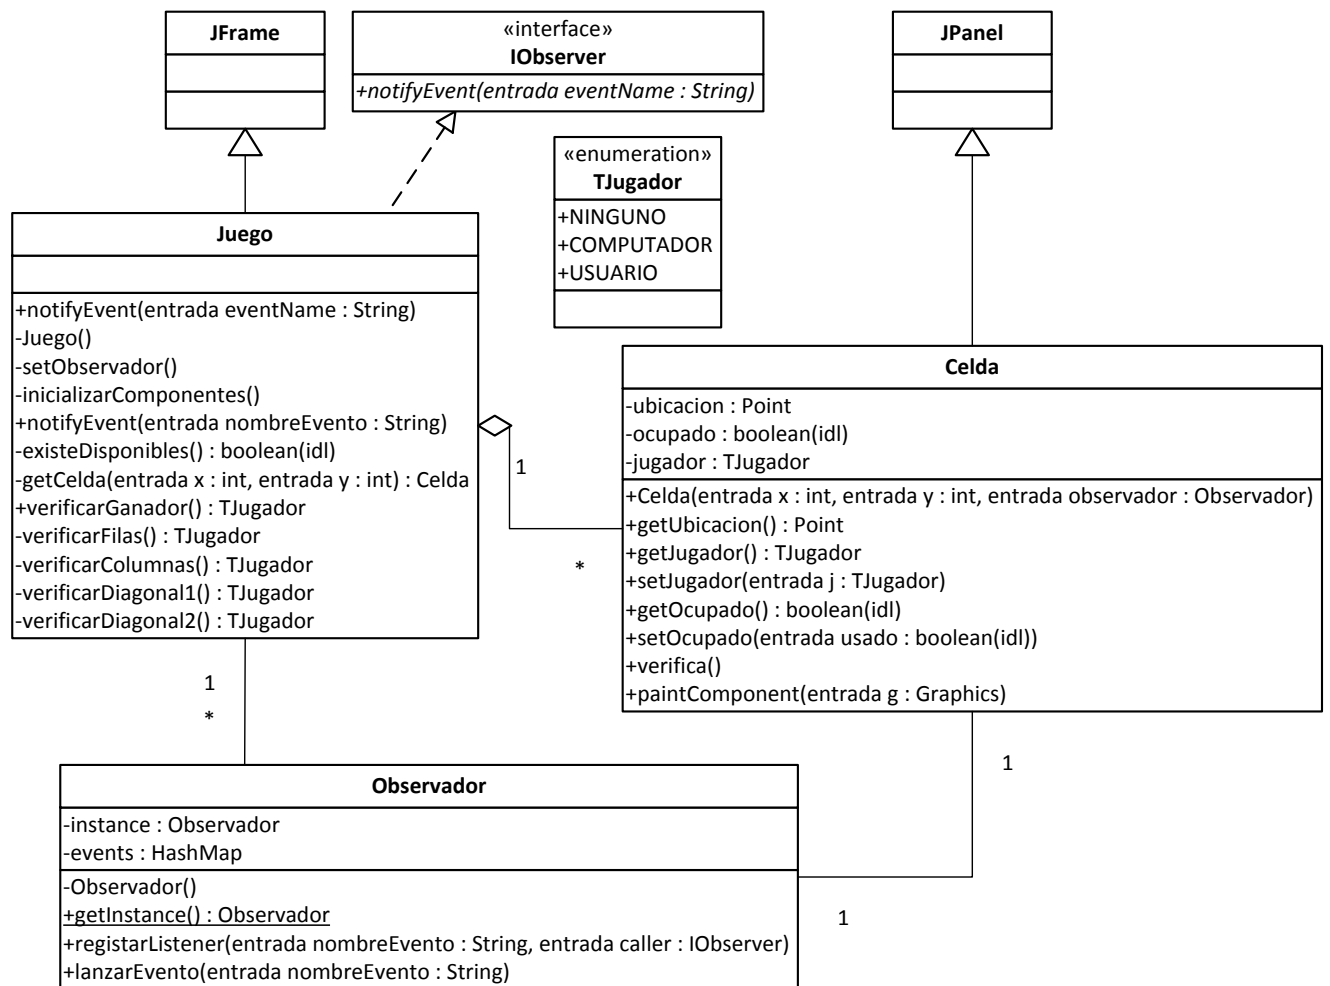 JFrame
«interface»
IObserver
+notifyEvent(entrada eventName : String)
JPanel
«enumeration»
TJugador
+NINGUNO
+COMPUTADOR
+USUARIO
Juego
+notifyEvent(entrada eventName : String)
-Juego()
-setObservador()
-inicializarComponentes()
+notifyEvent(entrada nombreEvento : String)
-existeDisponibles() : boolean(idl)
-getCelda(entrada x : int, entrada y : int) : Celda
+verificarGanador() : TJugador
-verificarFilas() : TJugador
-verificarColumnas() : TJugador
-verificarDiagonal1() : TJugador
-verificarDiagonal2() : TJugador
1
*
Celda
-ubicacion : Point
-ocupado : boolean(idl)
-jugador : TJugador
+Celda(entrada x : int, entrada y : int, entrada observador : Observador)
+getUbicacion() : Point
+getJugador() : TJugador
+setJugador(entrada j : TJugador)
+getOcupado() : boolean(idl)
+setOcupado(entrada usado : boolean(idl))
+verifica()
+paintComponent(entrada g : Graphics)
1
*
1
Observador
-instance : Observador
-events : HashMap
-Observador()
+getInstance() : Observador
+registarListener(entrada nombreEvento : String, entrada caller : IObserver)
+lanzarEvento(entrada nombreEvento : String)
1